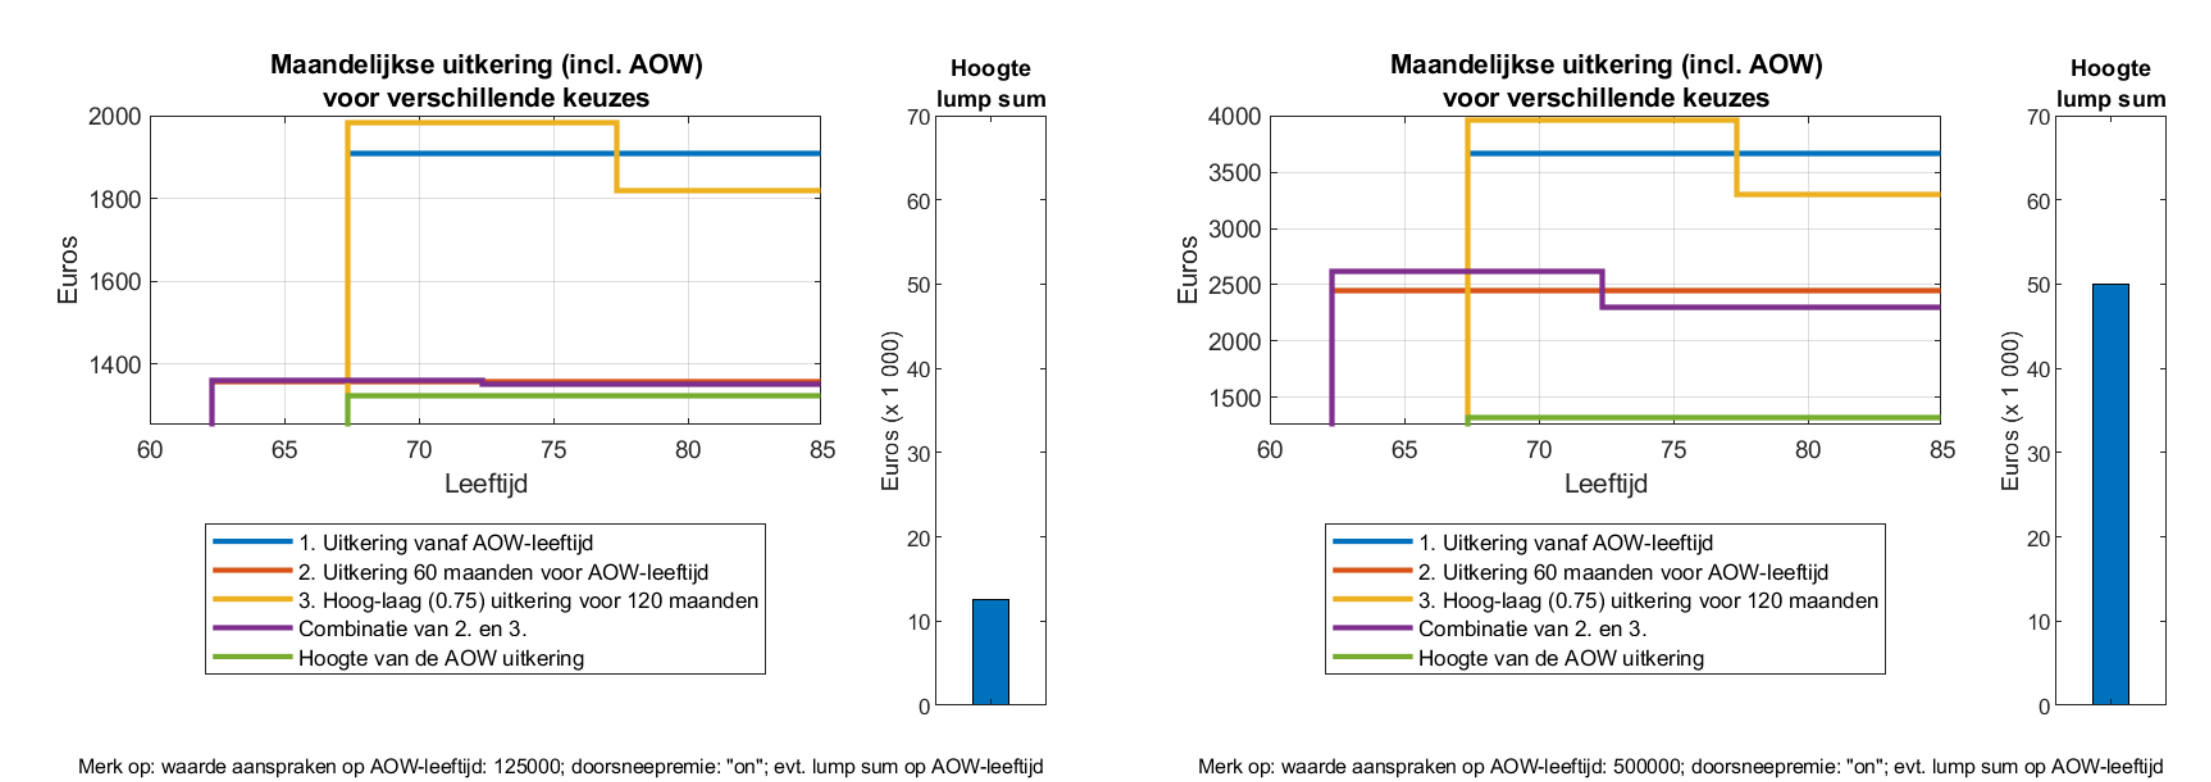 Maandelijkse uitkering (incl. AOW)
voor verschillende keuzes
2000
1800
1600
1400
Euros
60 65 70 75 80 85
Leeftijd
1. Uitkering vanaf AOW-leeftijd
2. Uitkering 60 maanden voor AOW-leeftijd
3. Hoog-laag (0.75) uitkering voor 120 maanden
Combinatie van 2. en 3.
Hoogte van de AOW uitkering
Hoogte
lump sum
70
60
50
40
30
20
10
0
Euros (x 1 000)
Merk op: waarde aanspraken op AOW-leeftijd: 125000; doorsneepremie: "on"; evt. lump sum op AOW-leeftijd
Maandelijkse uitkering (incl. AOW)
voor verschillende keuzes
4000
3500
3000
2500
2000
1500
Euros
60 65 70 75 80 85
Leeftijd
1. Uitkering vanaf AOW-leeftijd
2. Uitkering 60 maanden voor AOW-leeftijd
3. Hoog-laag (0.75) uitkering voor 120 maanden
Combinatie van 2. en 3.
Hoogte van de AOW uitkering
Hoogte
lump sum
70
60
50
40
30
20
10
0
Euros (x 1 000)
Merk op: waarde aanspraken op AOW-leeftijd: 500000; doorsneepremie: "on"; evt. lump sum op AOW-leeftijd